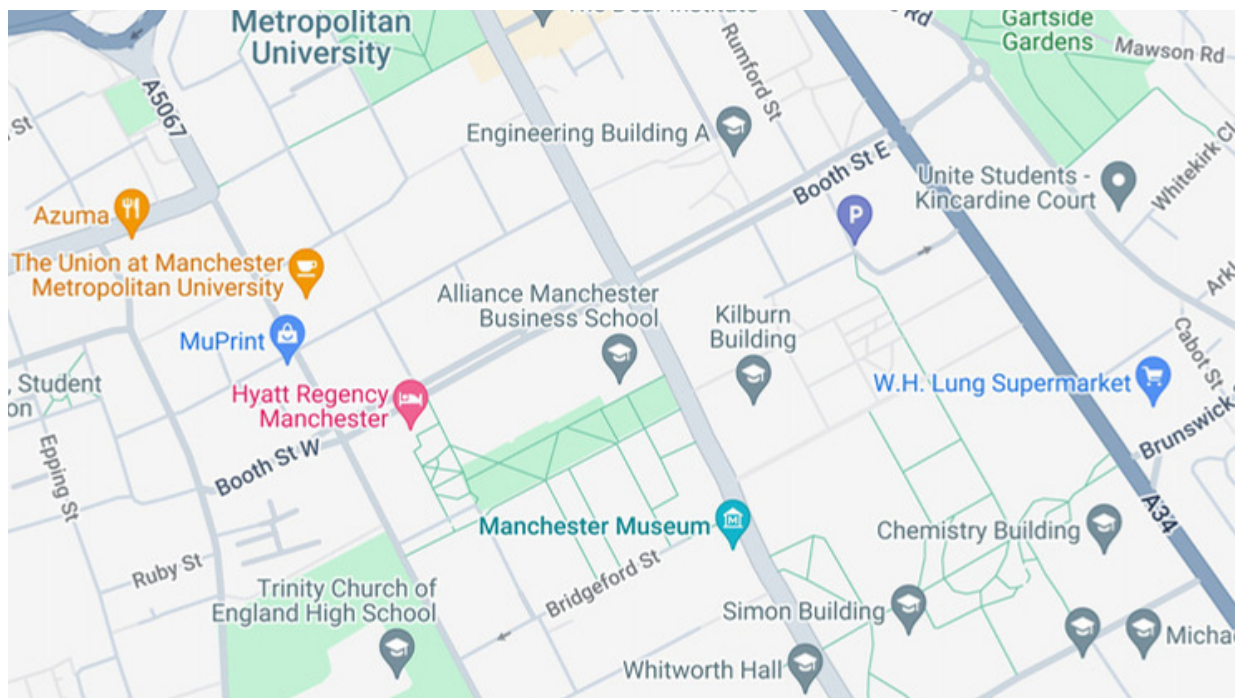 Metropolitan
University
Rd
Gartside
Gardens
Mawson Rd
Rumford St
A5067
St
Engineering Building A
Booth St E
Unite Students -
Kincardine Court
Whitekirk Cl
Azuma
P
The Union at Manchester
Metropolitan University
Alliance Manchester
Business School
Kilburn
Building
MuPrint
Cabot St
Student
Hyatt Regency
Manchester
W.H. Lung Supermarket
Brunswick
Epping St
Booth St W
A34
Manchester Museum
M
Chemistry Building
Ruby St
Bridgeford St
Trinity Church of
England High School
Simon Building
Whitworth Hall